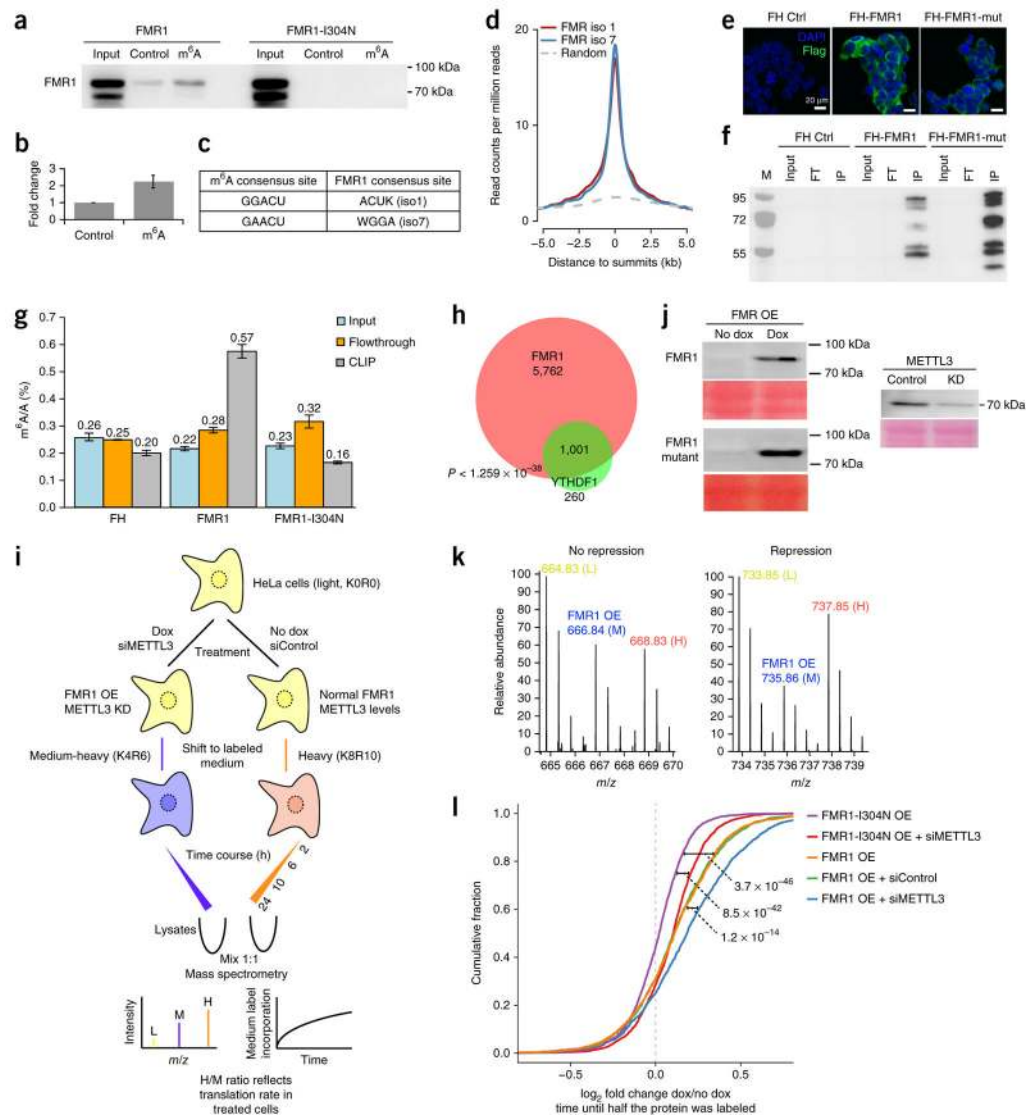 a
FMR1
FMR1-I304N
Input Control m⁶A
Input Control m⁶A
FMR1
100 kDa
70 kDa
b
Fold change
3
2
1
0
Control
m⁶A
c
m⁶A consensus site FMR1 consensus site
GGACU ACUK (iso1)
GAACU WGGA (iso7)
d
FMR iso 1
FMR iso 7
Random
Read counts per million reads
20
10
0
−5.0 −2.5 0 2.5 5.0
Distance to summits (kb)
e
FH Ctrl FH-FMR1 FH-FMR1-mut
DAPI
Flag
20 µm
f
FH Ctrl FH-FMR1 FH-FMR1-mut
M Input FT IP Input FT IP Input FT IP
95
72
55
g
m⁶A/A (%)
0.7
0.6
0.5
0.4
0.3
0.2
0.1
0.0
Input
Flowthrough
CLIP
0.26 0.25 0.20
0.22 0.28 0.57
0.23 0.32 0.16
FH FMR1 FMR1-I304N
h
FMR1
5,762
1,001
P < 1.259 × 10⁻³⁸
YTHDF1
260
j
FMR OE
No dox Dox
FMR1
100 kDa
70 kDa
FMR1
mutant
100 kDa
70 kDa
METTL3
Control KD
70 kDa
i
HeLa cells (light, K0R0)
Dox
siMETTL3
Treatment
No dox
siControl
FMR1 OE
METTL3 KD
Normal FMR1
METTL3 levels
Medium-heavy (K4R6)
Shift to labeled
medium
Heavy (K8R10)
Time course (h)
24 10 6 2
Lysates
Mix 1:1
Mass spectrometry
Intensity
L
M
H
m/z
Medium label
incorporation
Time
H/M ratio reflects
translation rate in
treated cells
k
No repression
Repression
Relative abundance
100
90
80
70
60
50
40
30
20
10
0
664.83 (L)
FMR1 OE
666.84 (M)
668.83 (H)
665 666 667 668 669 670
m/z
100
90
80
70
60
50
40
30
20
10
0
733.85 (L)
737.85 (H)
FMR1 OE
735.86 (M)
734 735 736 737 738 739
m/z
l
Cumulative fraction
1.0
0.8
0.6
0.4
0.2
0.0
−0.5 0.0 0.5
log₂ fold change dox/no dox
time until half the protein was labeled
3.7 × 10⁻⁴⁶
8.5 × 10⁻⁴²
1.2 × 10⁻¹⁴
FMR1-I304N OE
FMR1-I304N OE + siMETTL3
FMR1 OE
FMR1 OE + siControl
FMR1 OE + siMETTL3